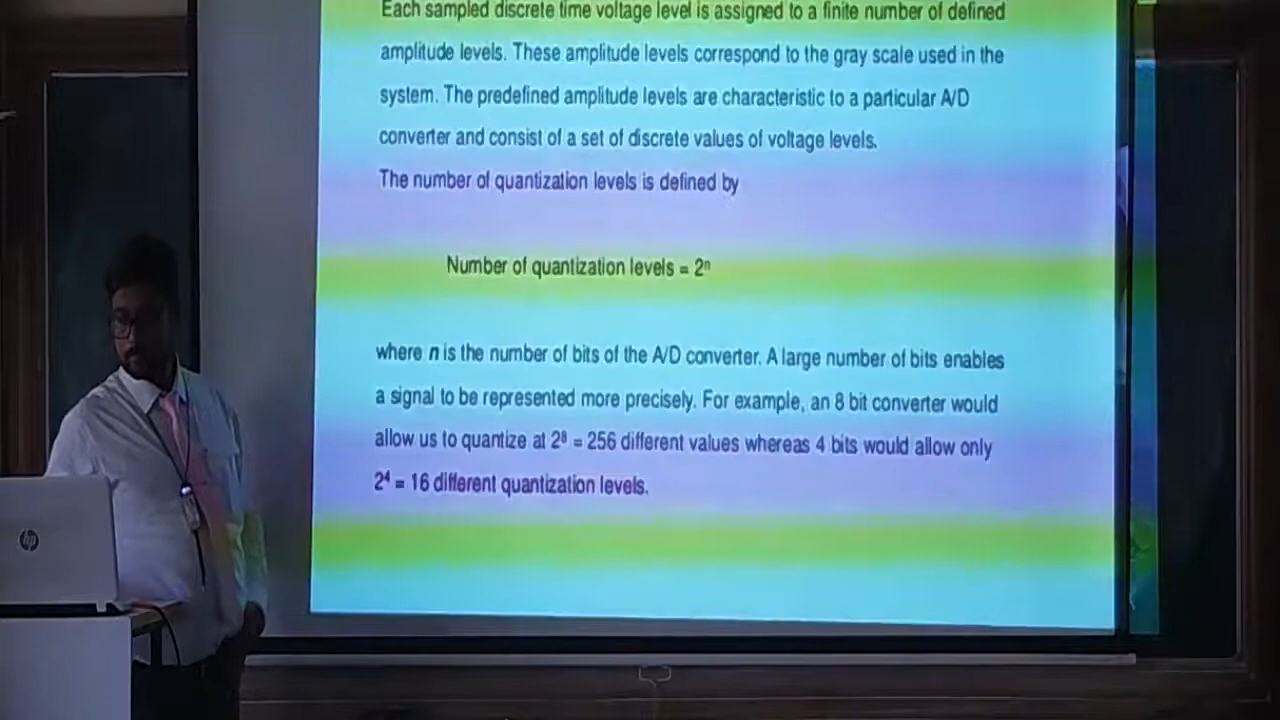 Each sampled discrete time voltage level is assigned to a finite number of defined
amplitude levels. These amplitude levels correspond to the gray scale used in the
system. The predefined amplitude levels are characteristic to a particular A/D
converter and consist of a set of discrete values of voltage levels.
The number of quantization levels is defined by
Number of quantization levels = 2ⁿ
where n is the number of bits of the A/D converter. A large number of bits enables
a signal to be represented more precisely. For example, an 8 bit converter would
allow us to quantize at 2⁸ = 256 different values whereas 4 bits would allow only
2⁴ = 16 different quantization levels.
hp